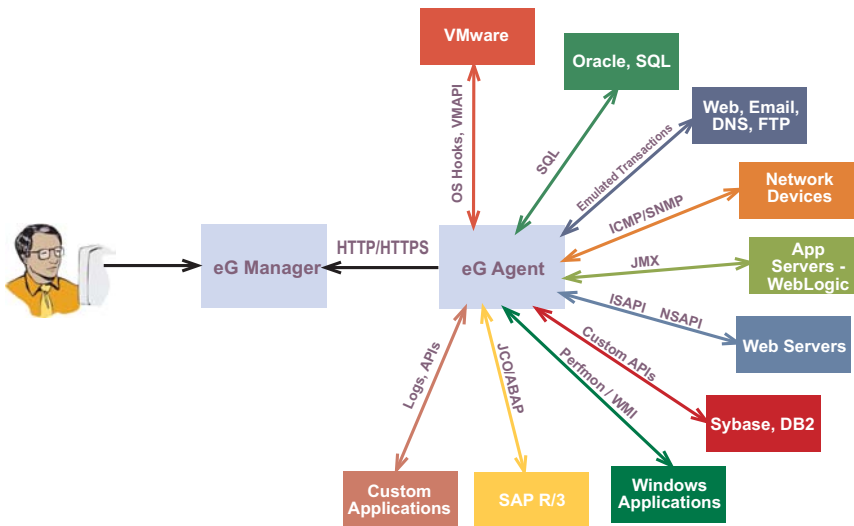 VMware
Oracle, SQL
Web, Email,
DNS, FTP
OS Hooks, VMAPI
SQL
Emulated Transactions
Network
Devices
ICMP/SNMP
HTTP/HTTPS
eG Manager
eG Agent
JMX
App
Servers -
WebLogic
ISAPI NSAPI
Web Servers
Logs, APIs
JCO/ABAP
Perfmon / WMI
Custom APIs
Sybase, DB2
Custom
Applications
SAP R/3
Windows
Applications